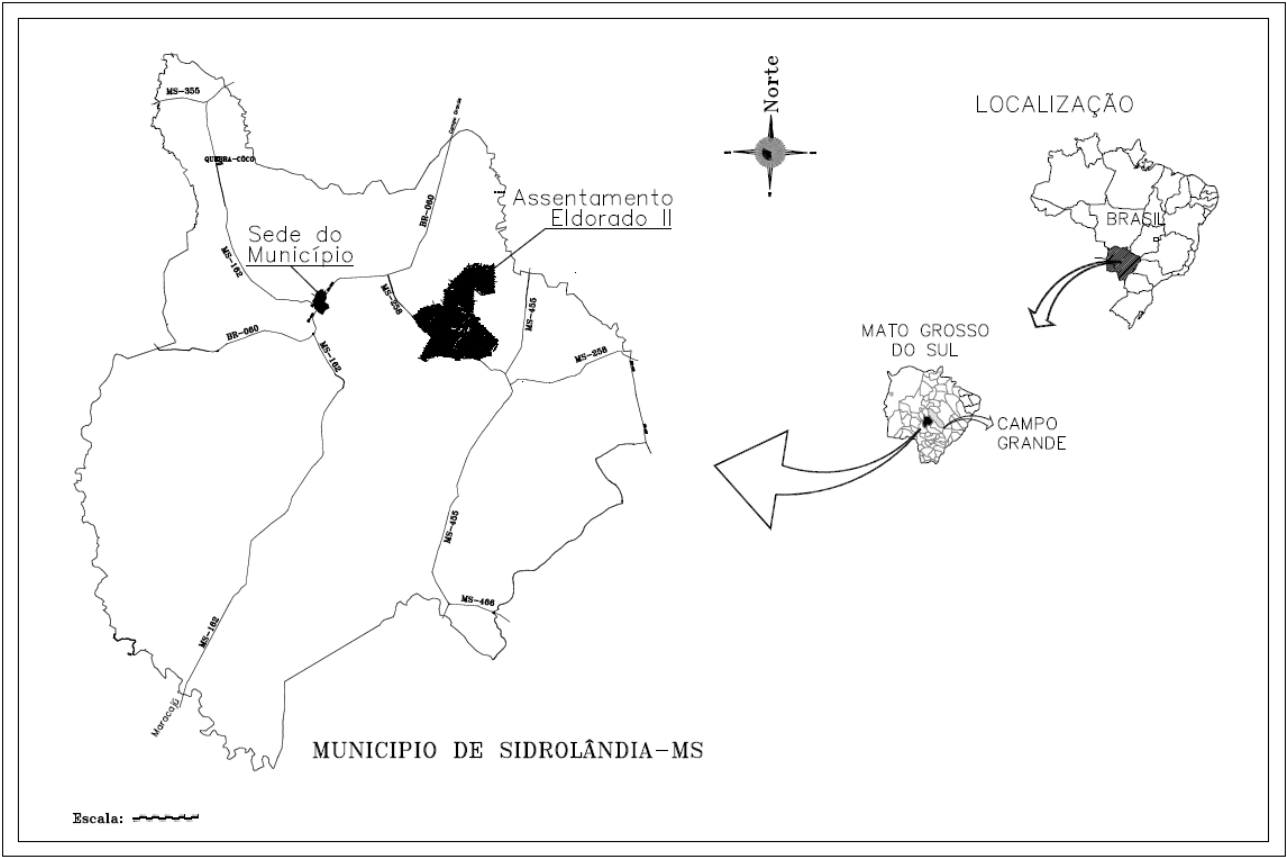 MS-355
QUEBRA-CÔCO
MS-162
BR-060
Norte
LOCALIZAÇÃO
BRASIL
Assentamento
Eldorado II
Sede do
Município
MS-258
MS-455
BR-060
MS-162
MS-258
MATO GROSSO
DO SUL
CAMPO
GRANDE
MS-455
MS-466
MS-162
Maracajú
MUNICIPIO DE SIDROLÂNDIA-MS
Escala: